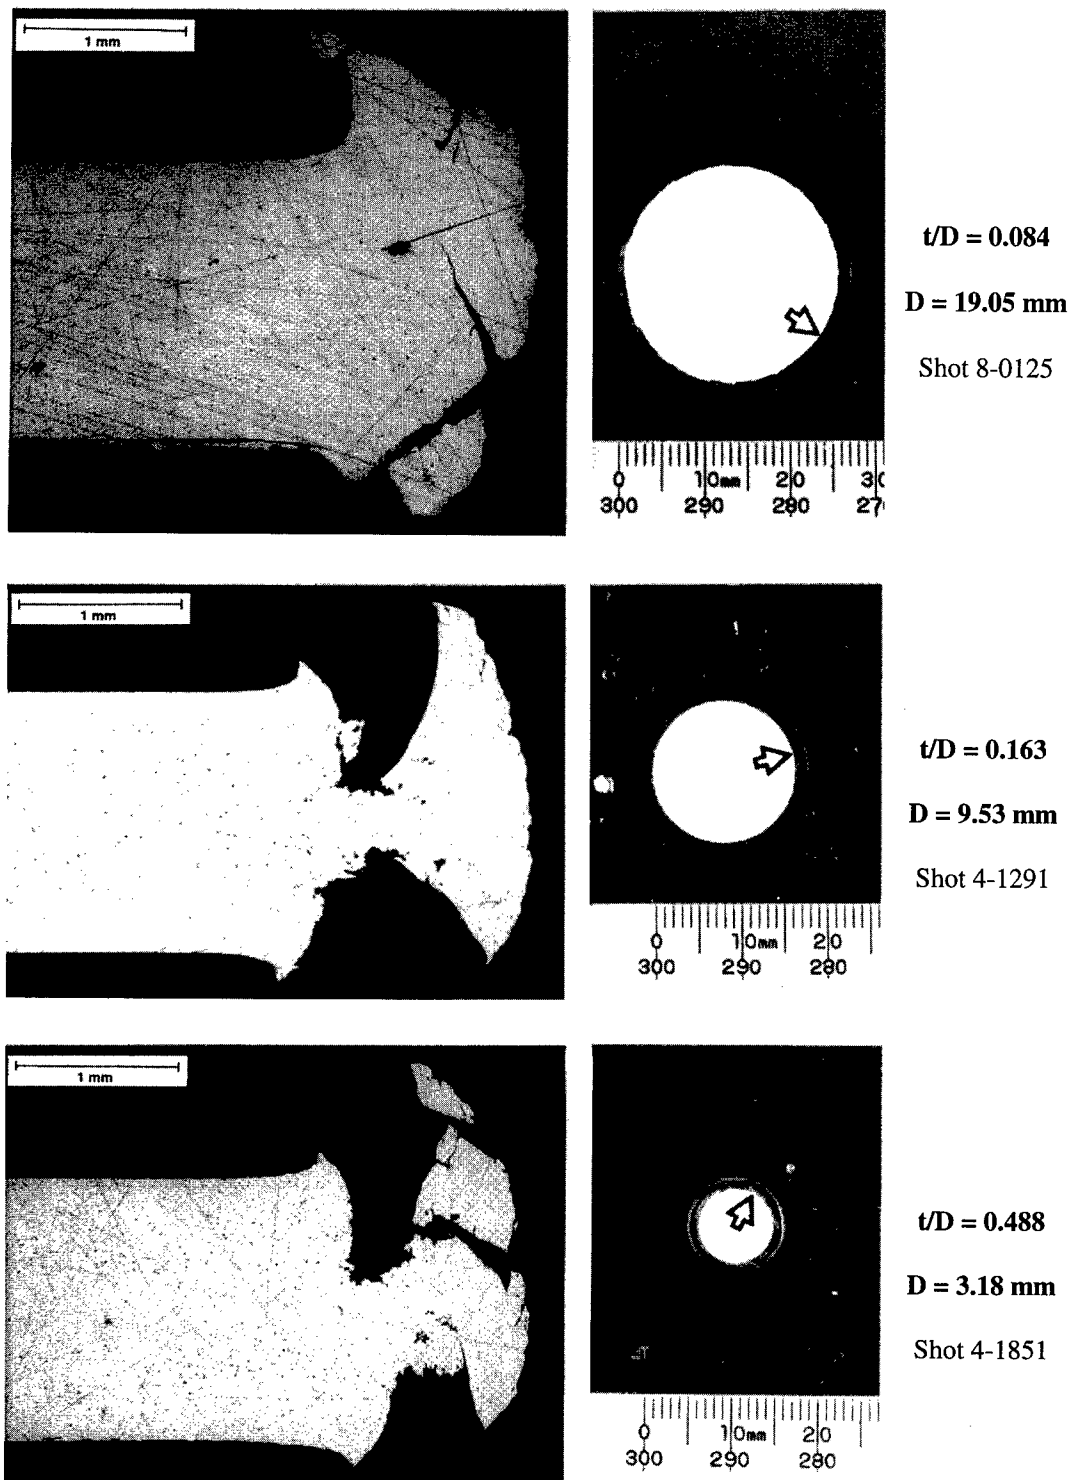 1 mm
t/D = 0.084
D = 19.05 mm
Shot 8-0125
0 10mm 20 30
300 290 280 27
1 mm
t/D = 0.163
D = 9.53 mm
Shot 4-1291
0 10mm 20
300 290 280
1 mm
t/D = 0.488
D = 3.18 mm
Shot 4-1851
0 10mm 20
300 290 280